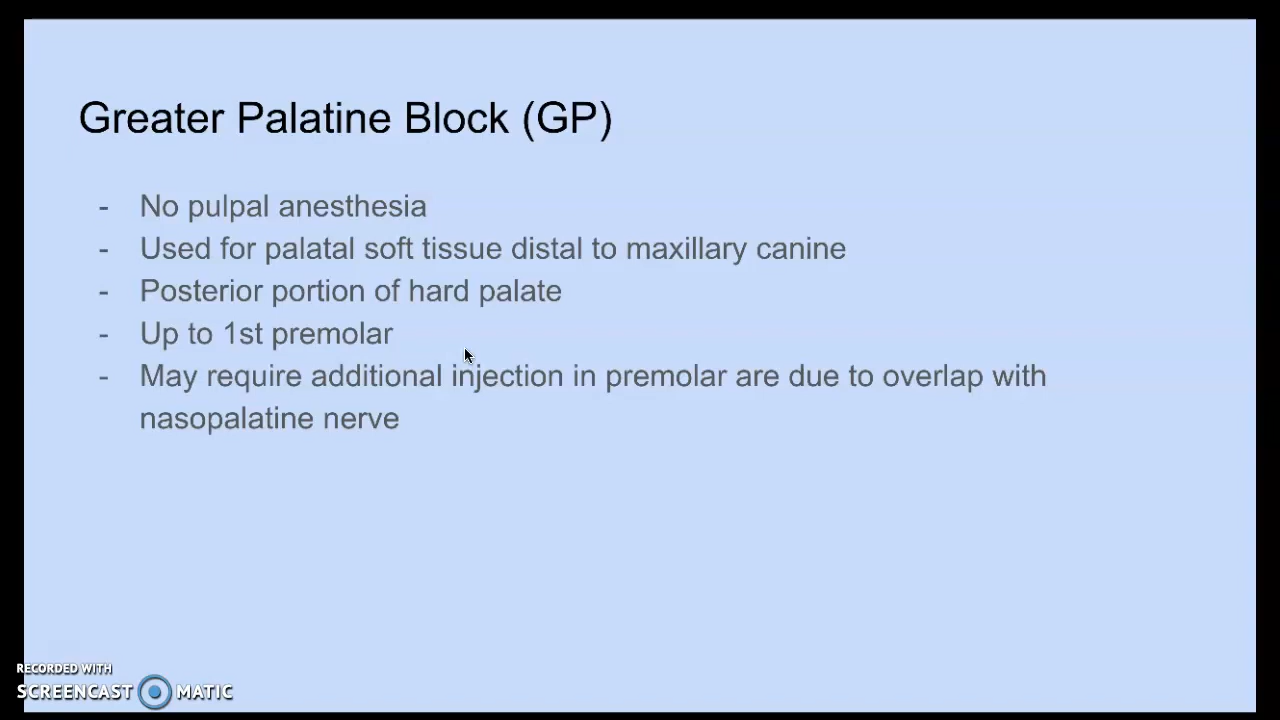 Greater Palatine Block (GP)
- No pulpal anesthesia
- Used for palatal soft tissue distal to maxillary canine
- Posterior portion of hard palate
- Up to 1st premolar
- May require additional injection in premolar are due to overlap with
nasopalatine nerve
RECORDED WITH
SCREENCAST MATIC